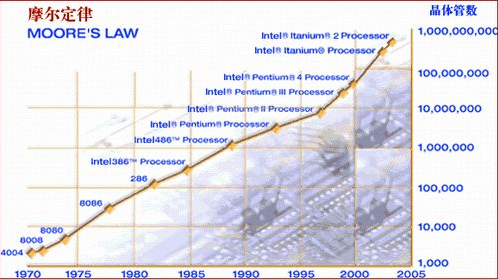 摩尔定律
晶体管数
MOORE'S LAW
Intel® Itanium® 2 Processor
1,000,000,000
Intel® Itanium® Processor
Intel® Pentium® 4 Processor
100,000,000
Intel® Pentium® III Processor
Intel® Pentium® II Processor
10,000,000
Intel® Pentium® Processor
Intel486™ Processor
1,000,000
Intel386™ Processor
286
100,000
8086
8080
10,000
8008
4004
1,000
1970
1975
1980
1985
1990
1995
2000
2005